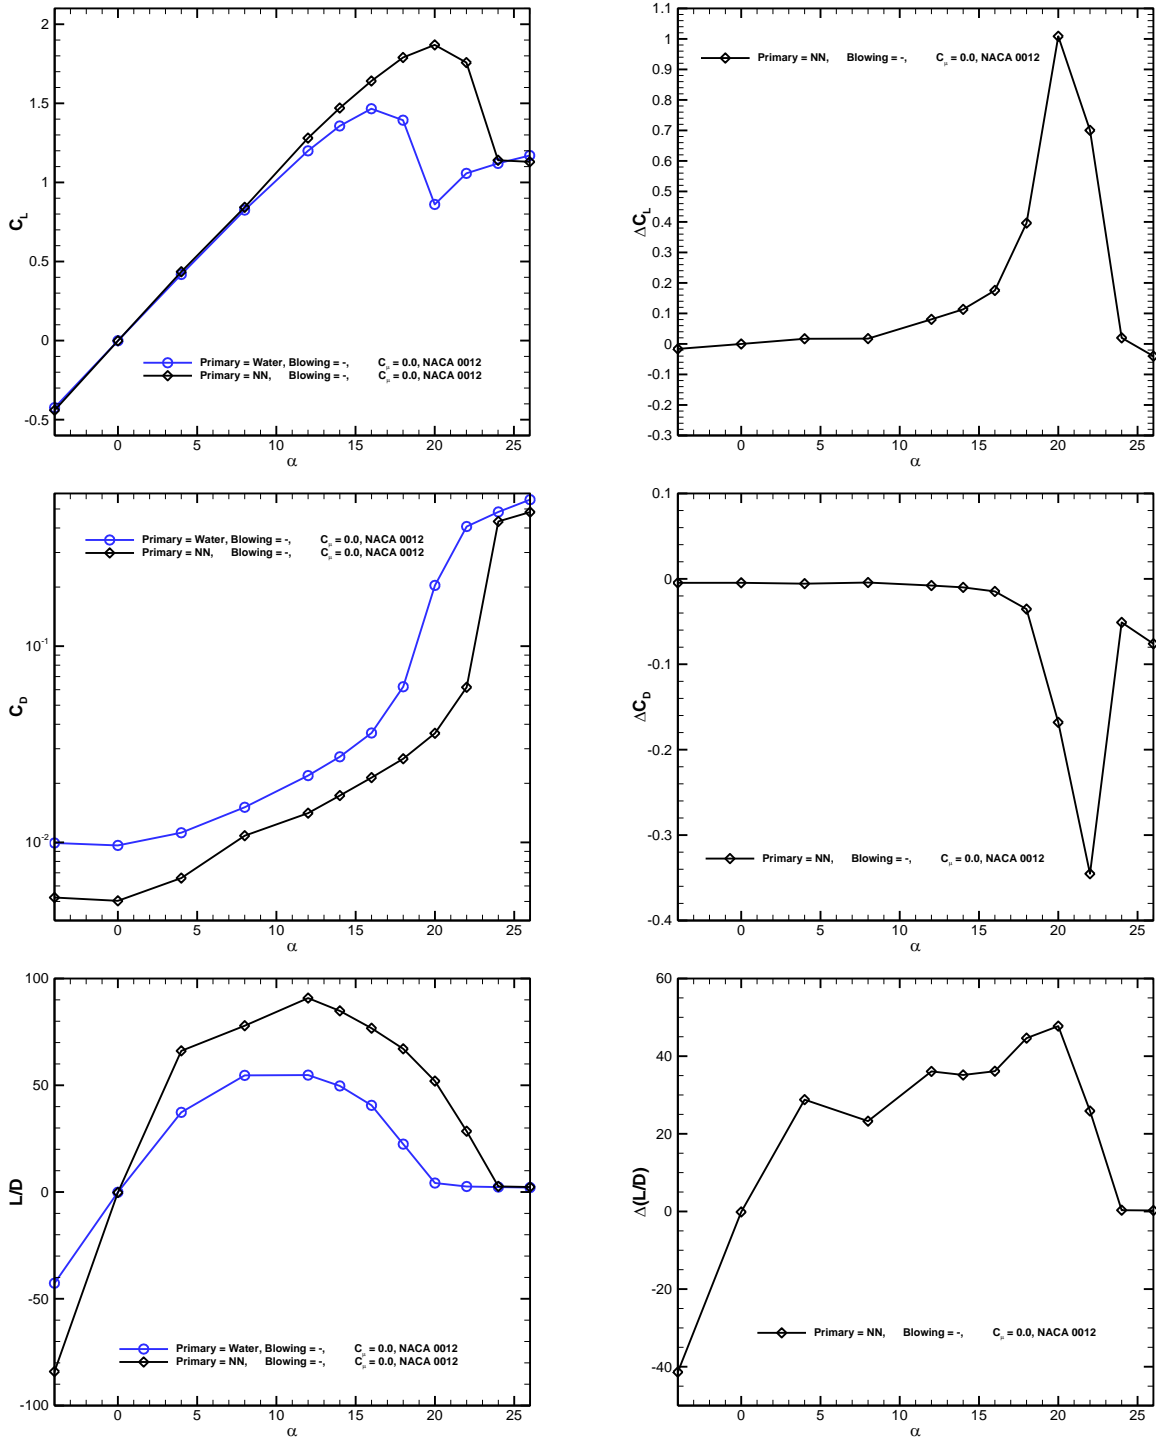 2
1.5
1
0.5
0
-0.5
C_L
0 5 10 15 20 25
α
Primary = Water, Blowing = -, C_μ = 0.0, NACA 0012
Primary = NN, Blowing = -, C_μ = 0.0, NACA 0012
1.1
1
0.9
0.8
0.7
0.6
0.5
0.4
0.3
0.2
0.1
0
-0.1
-0.2
-0.3
ΔC_L
0 5 10 15 20 25
α
Primary = NN, Blowing = -, C_μ = 0.0, NACA 0012
10^-1
10^-2
C_D
0 5 10 15 20 25
α
Primary = Water, Blowing = -, C_μ = 0.0, NACA 0012
Primary = NN, Blowing = -, C_μ = 0.0, NACA 0012
0.1
0
-0.1
-0.2
-0.3
-0.4
ΔC_D
0 5 10 15 20 25
α
Primary = NN, Blowing = -, C_μ = 0.0, NACA 0012
100
50
0
-50
-100
L/D
0 5 10 15 20 25
α
Primary = Water, Blowing = -, C_μ = 0.0, NACA 0012
Primary = NN, Blowing = -, C_μ = 0.0, NACA 0012
60
40
20
0
-20
-40
Δ(L/D)
0 5 10 15 20 25
α
Primary = NN, Blowing = -, C_μ = 0.0, NACA 0012